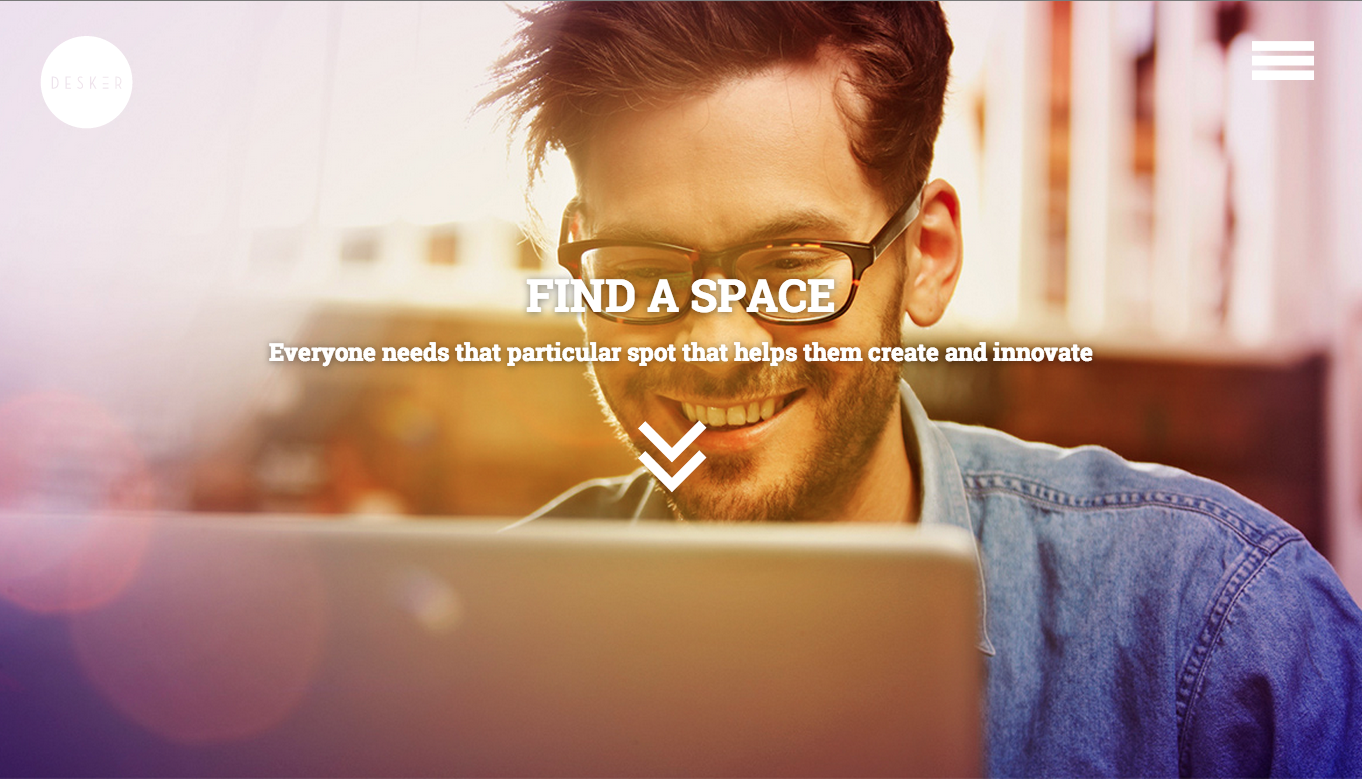 DESKER
FIND A SPACE
Everyone needs that particular spot that helps them create and innovate